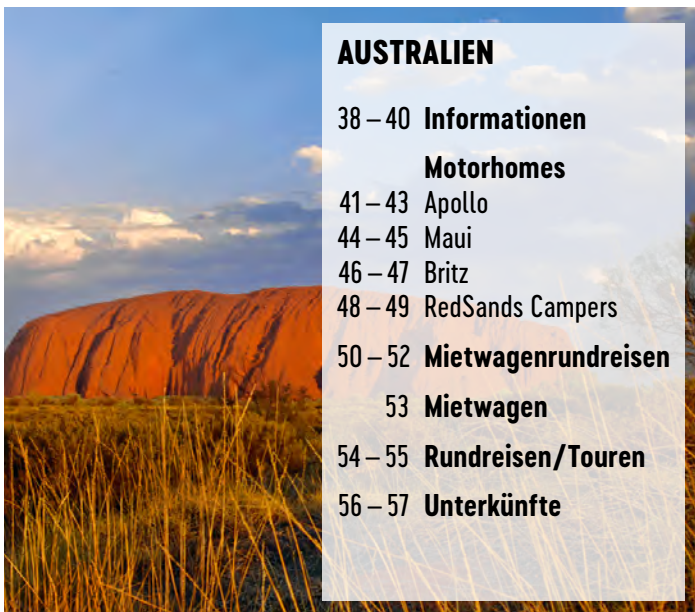 AUSTRALIEN
38 – 40 Informationen
Motorhomes
41 – 43 Apollo
44 – 45 Maui
46 – 47 Britz
48 – 49 RedSands Campers
50 – 52 Mietwagenrundreisen
53 Mietwagen
54 – 55 Rundreisen/Touren
56 – 57 Unterkünfte